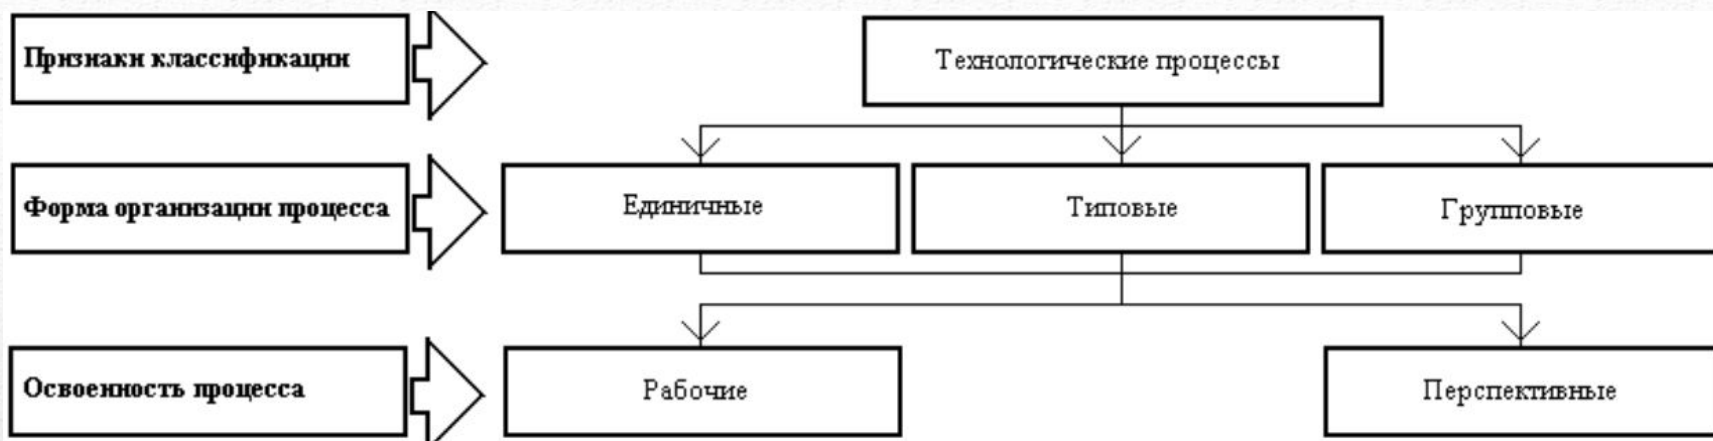 Признаки классификации
Технологические процессы
Форма организации процесса
Единичные
Типовые
Групповые
Освоенность процесса
Рабочие
Перспективные